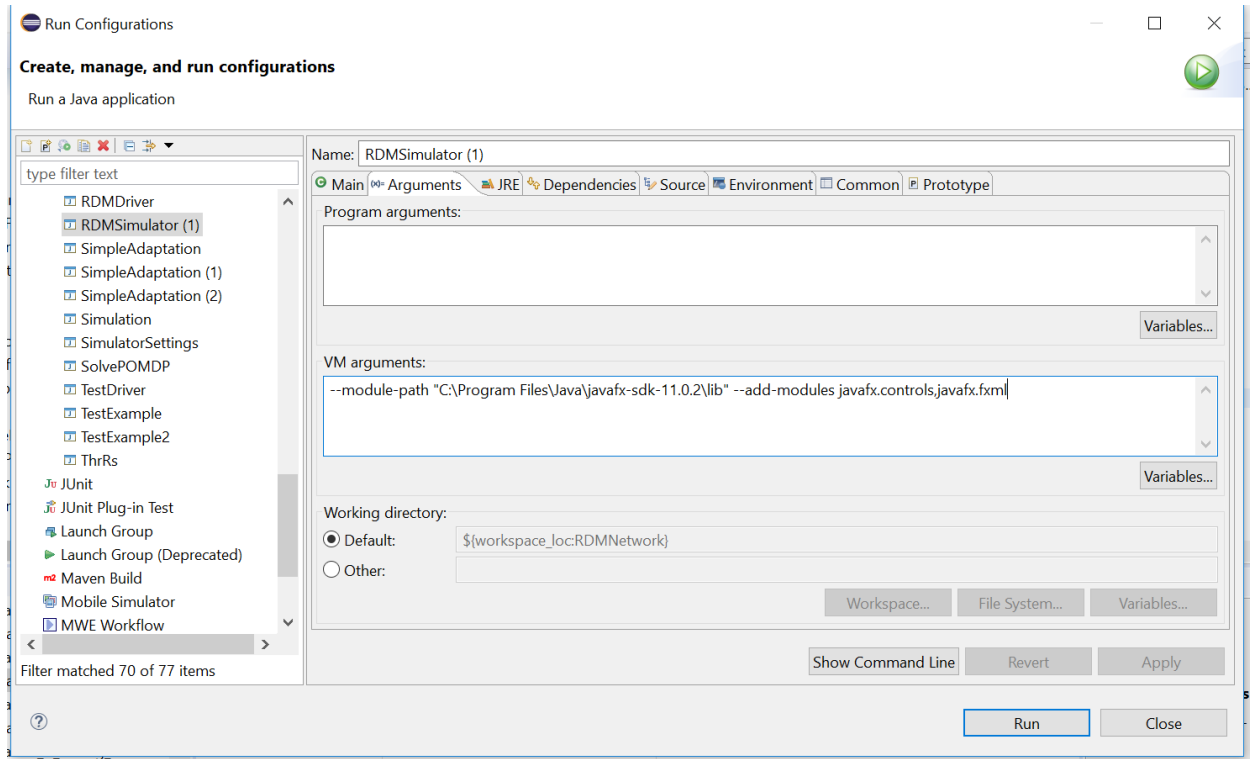 Run Configurations
Create, manage, and run configurations
Run a Java application
type filter text
RDMDriver
RDMSimulator (1)
SimpleAdaptation
SimpleAdaptation (1)
SimpleAdaptation (2)
Simulation
SimulatorSettings
SolvePOMDP
TestDriver
TestExample
TestExample2
ThrRs
JUnit
JUnit Plug-in Test
Launch Group
Launch Group (Deprecated)
Maven Build
Mobile Simulator
MWE Workflow
Filter matched 70 of 77 items
Name: RDMSimulator (1)
Main Arguments JRE Dependencies Source Environment Common Prototype
Program arguments:
Variables...
VM arguments:
--module-path "C:\Program Files\Java\javafx-sdk-11.0.2\lib" --add-modules javafx.controls,javafx.fxml
Variables...
Working directory:
Default: ${workspace_loc:RDMNetwork}
Other:
Workspace... File System... Variables...
Show Command Line Revert Apply
Run Close